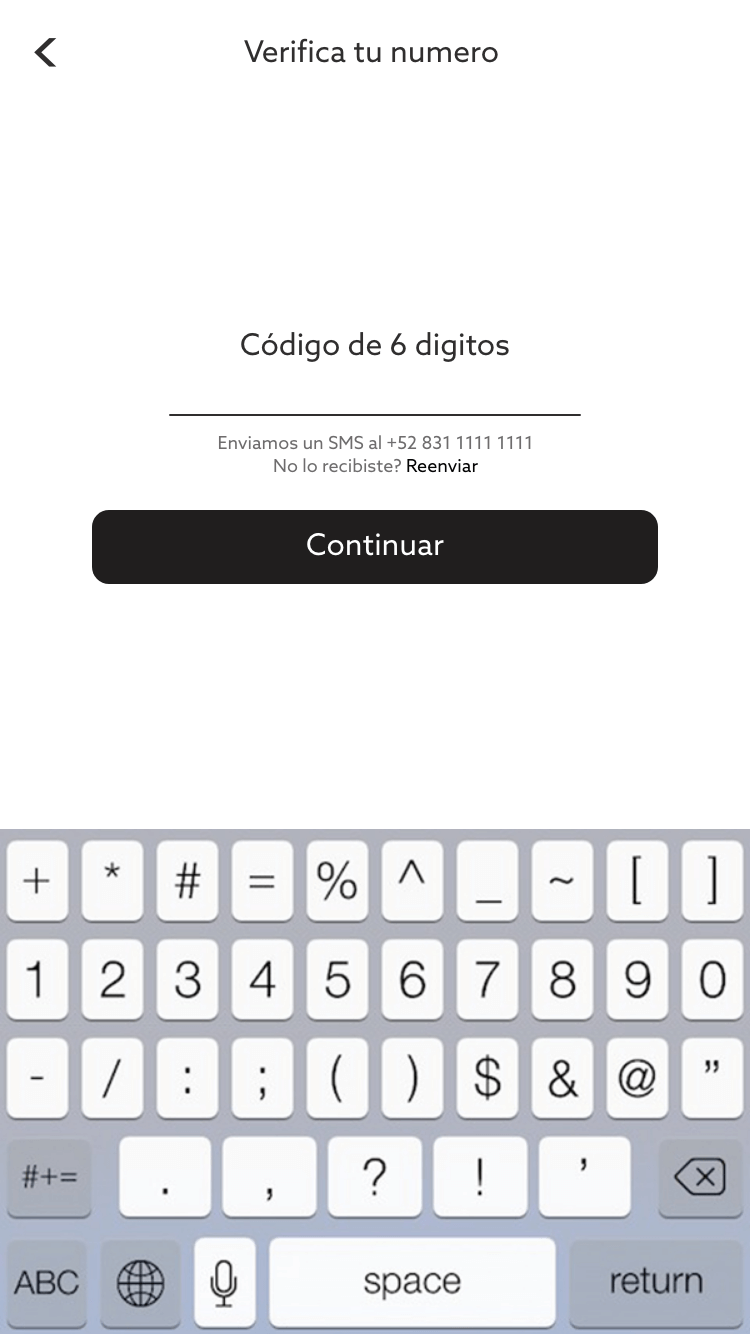 Verifica tu numero
Código de 6 digitos
Enviamos un SMS al +52 831 1111 1111
No lo recibiste? Reenviar
Continuar
+ * # = % ^ _ ~ [ ]
1 2 3 4 5 6 7 8 9 0
- / : ; ( ) $ & @ ”
#+= . , ? ! ’
ABC space return